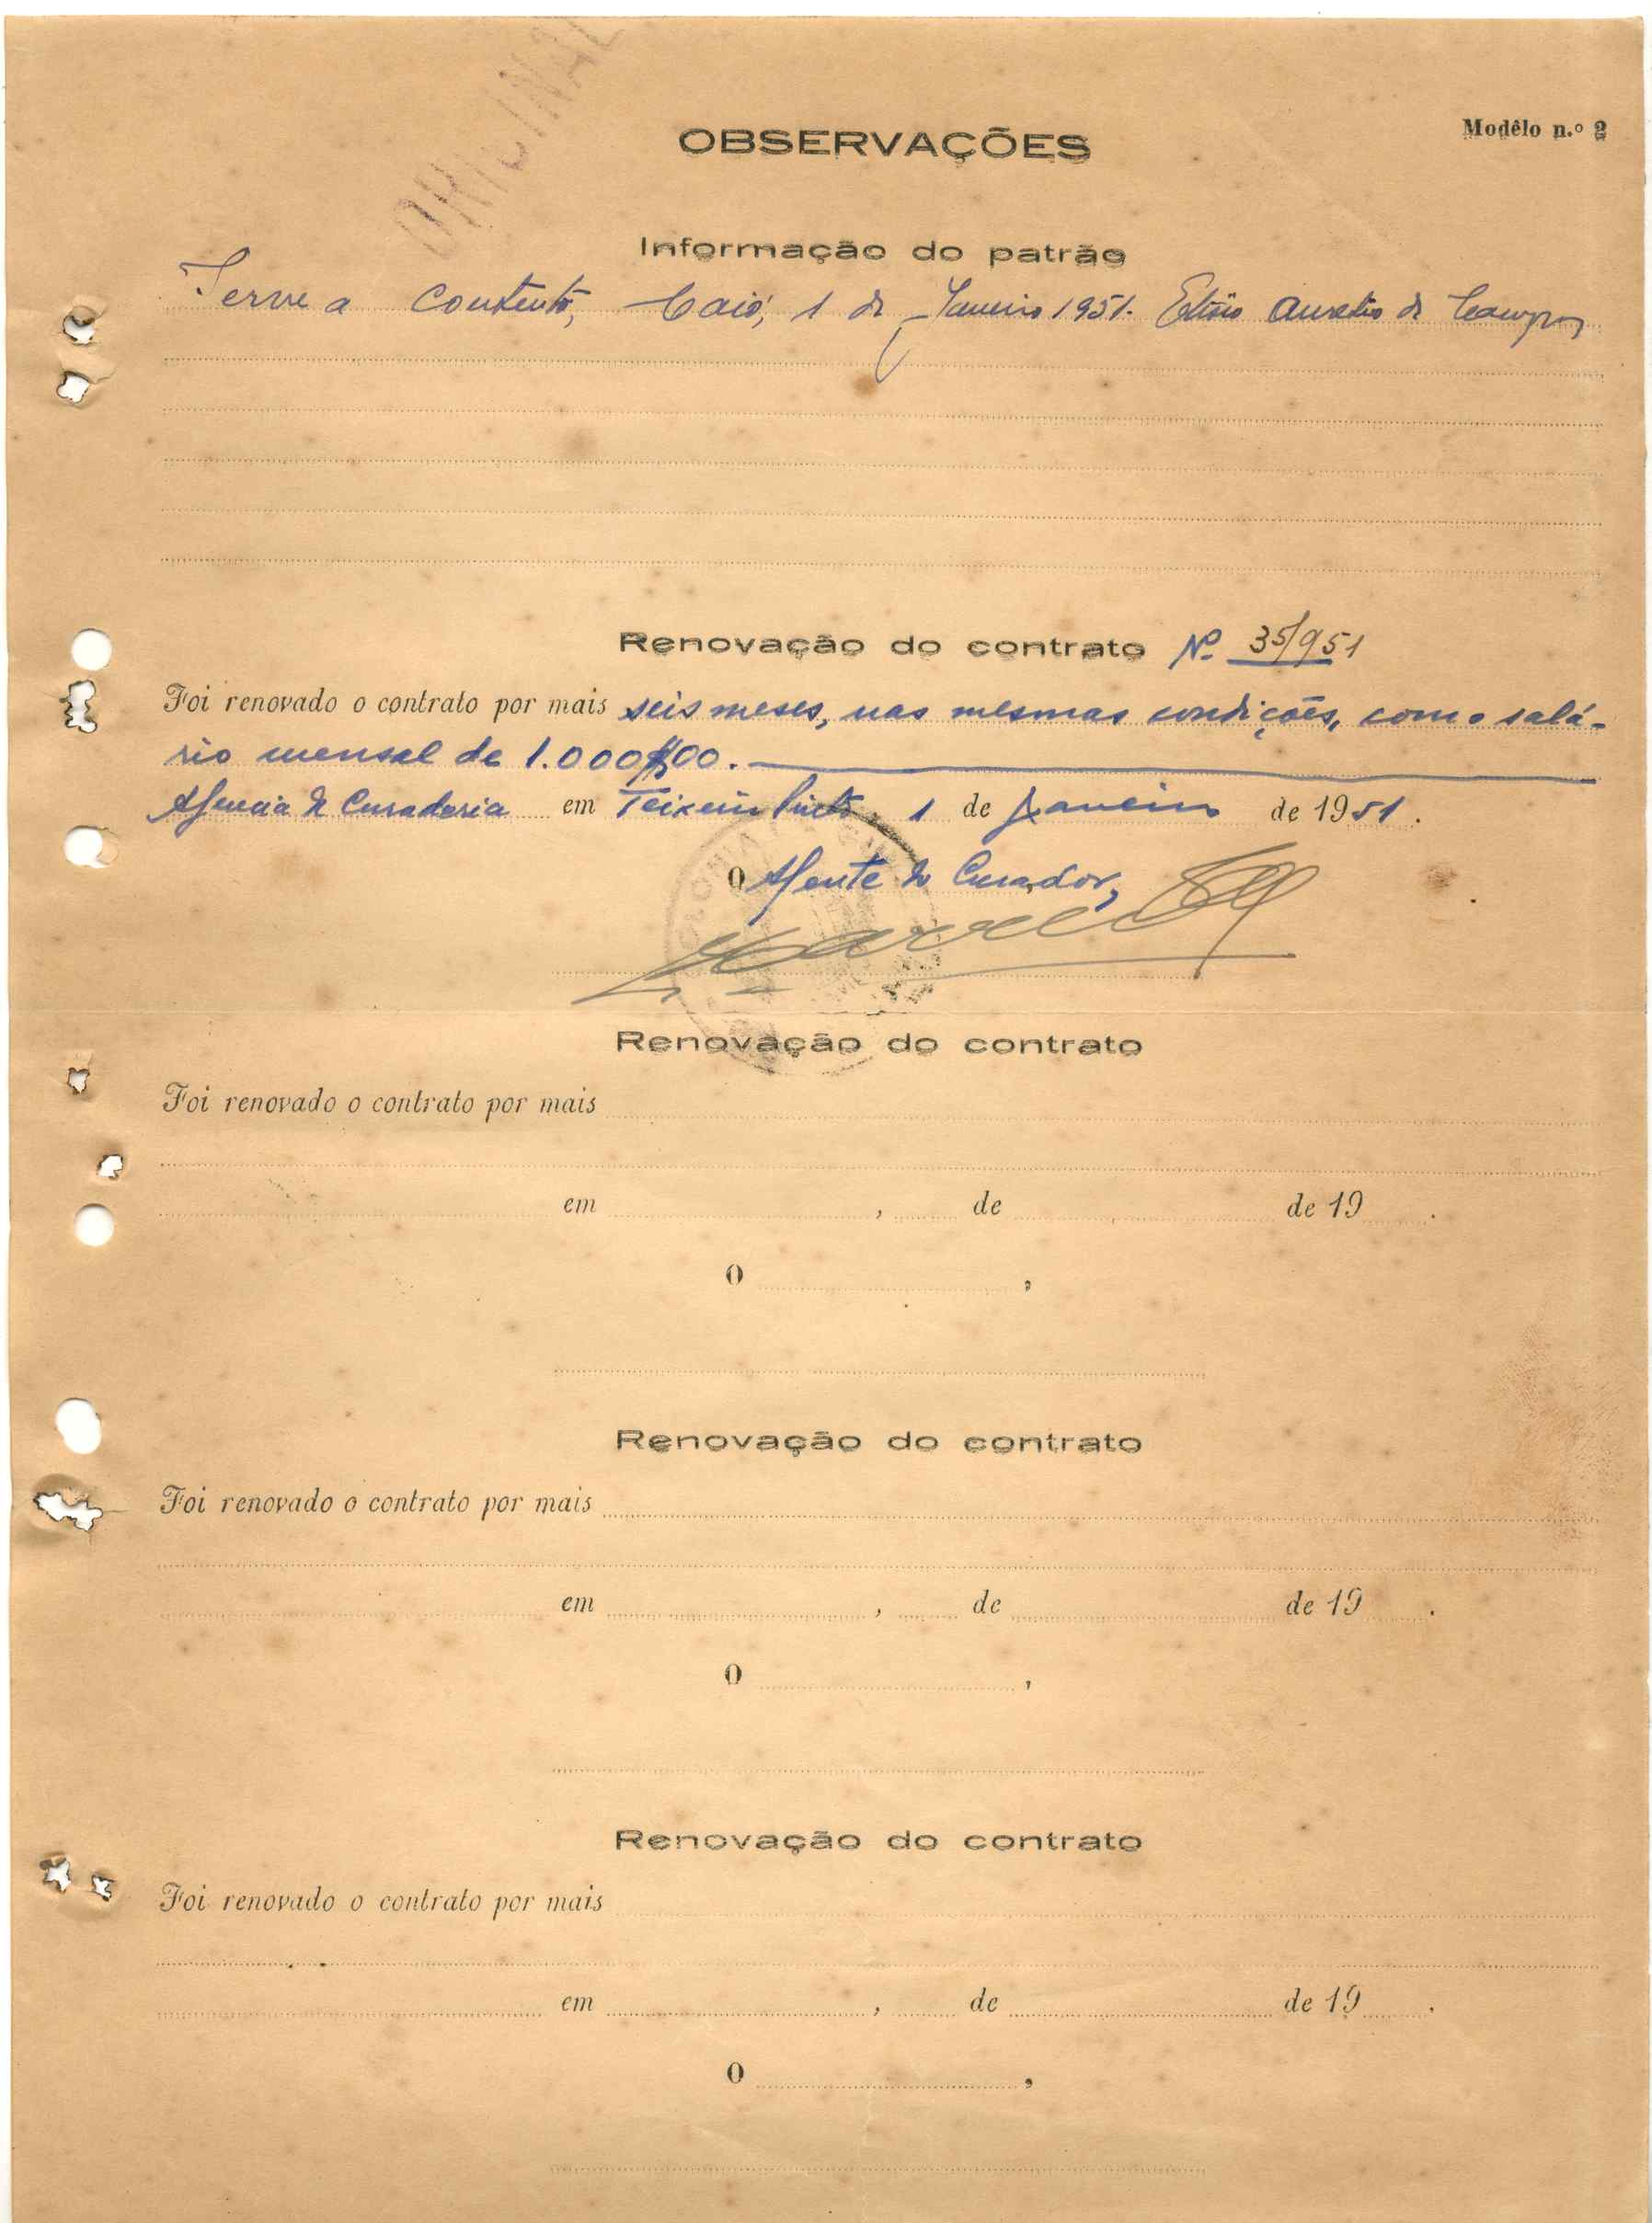 ORIGINAL
Modêlo n.º 2
OBSERVAÇÕES
Informação do patrão
Serve a contento, Caió, 1 de Janeiro 1951. Aurelio de Campos
Renovação do contrato Nº 35/951
Foi renovado o contrato por mais seis meses, nas mesmas condições, com o salá-
rio mensal de 1.000$00.
Agencia da Curadoria em Teixeira Pinto, 1 de Janeiro de 1951.
O Agente do Curador,
Renovação do contrato
Foi renovado o contrato por mais
em , de de 19 .
O ,
Renovação do contrato
Foi renovado o contrato por mais
em , de de 19 .
O ,
Renovação do contrato
Foi renovado o contrato por mais
em , de de 19 .
O ,